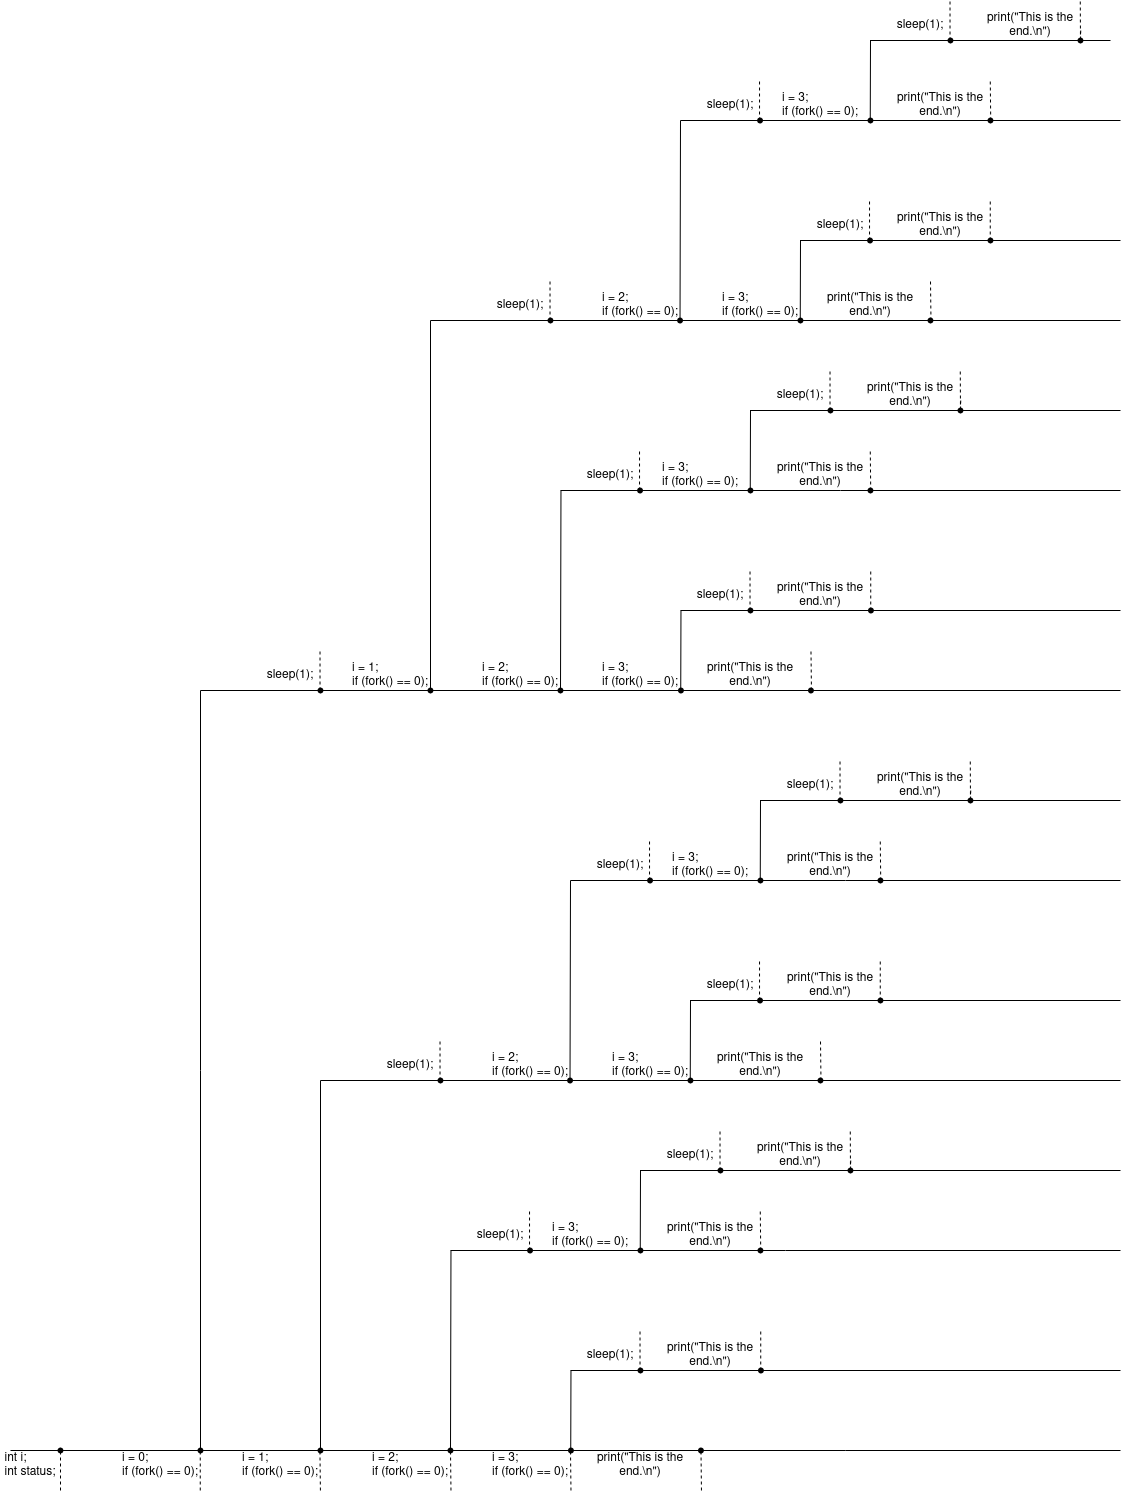 sleep(1);
print("This is the
end.\n")
sleep(1);
i = 3;
if (fork() == 0);
print("This is the
end.\n")
sleep(1);
print("This is the
end.\n")
sleep(1);
i = 2;
if (fork() == 0);
i = 3;
if (fork() == 0);
print("This is the
end.\n")
sleep(1);
print("This is the
end.\n")
sleep(1);
i = 3;
if (fork() == 0);
print("This is the
end.\n")
sleep(1);
print("This is the
end.\n")
sleep(1);
i = 1;
if (fork() == 0);
i = 2;
if (fork() == 0);
i = 3;
if (fork() == 0);
print("This is the
end.\n")
sleep(1);
print("This is the
end.\n")
sleep(1);
i = 3;
if (fork() == 0);
print("This is the
end.\n")
sleep(1);
print("This is the
end.\n")
sleep(1);
i = 2;
if (fork() == 0);
i = 3;
if (fork() == 0);
print("This is the
end.\n")
sleep(1);
print("This is the
end.\n")
sleep(1);
i = 3;
if (fork() == 0);
print("This is the
end.\n")
sleep(1);
print("This is the
end.\n")
int i;
int status;
i = 0;
if (fork() == 0);
i = 1;
if (fork() == 0);
i = 2;
if (fork() == 0);
i = 3;
if (fork() == 0);
print("This is the
end.\n")